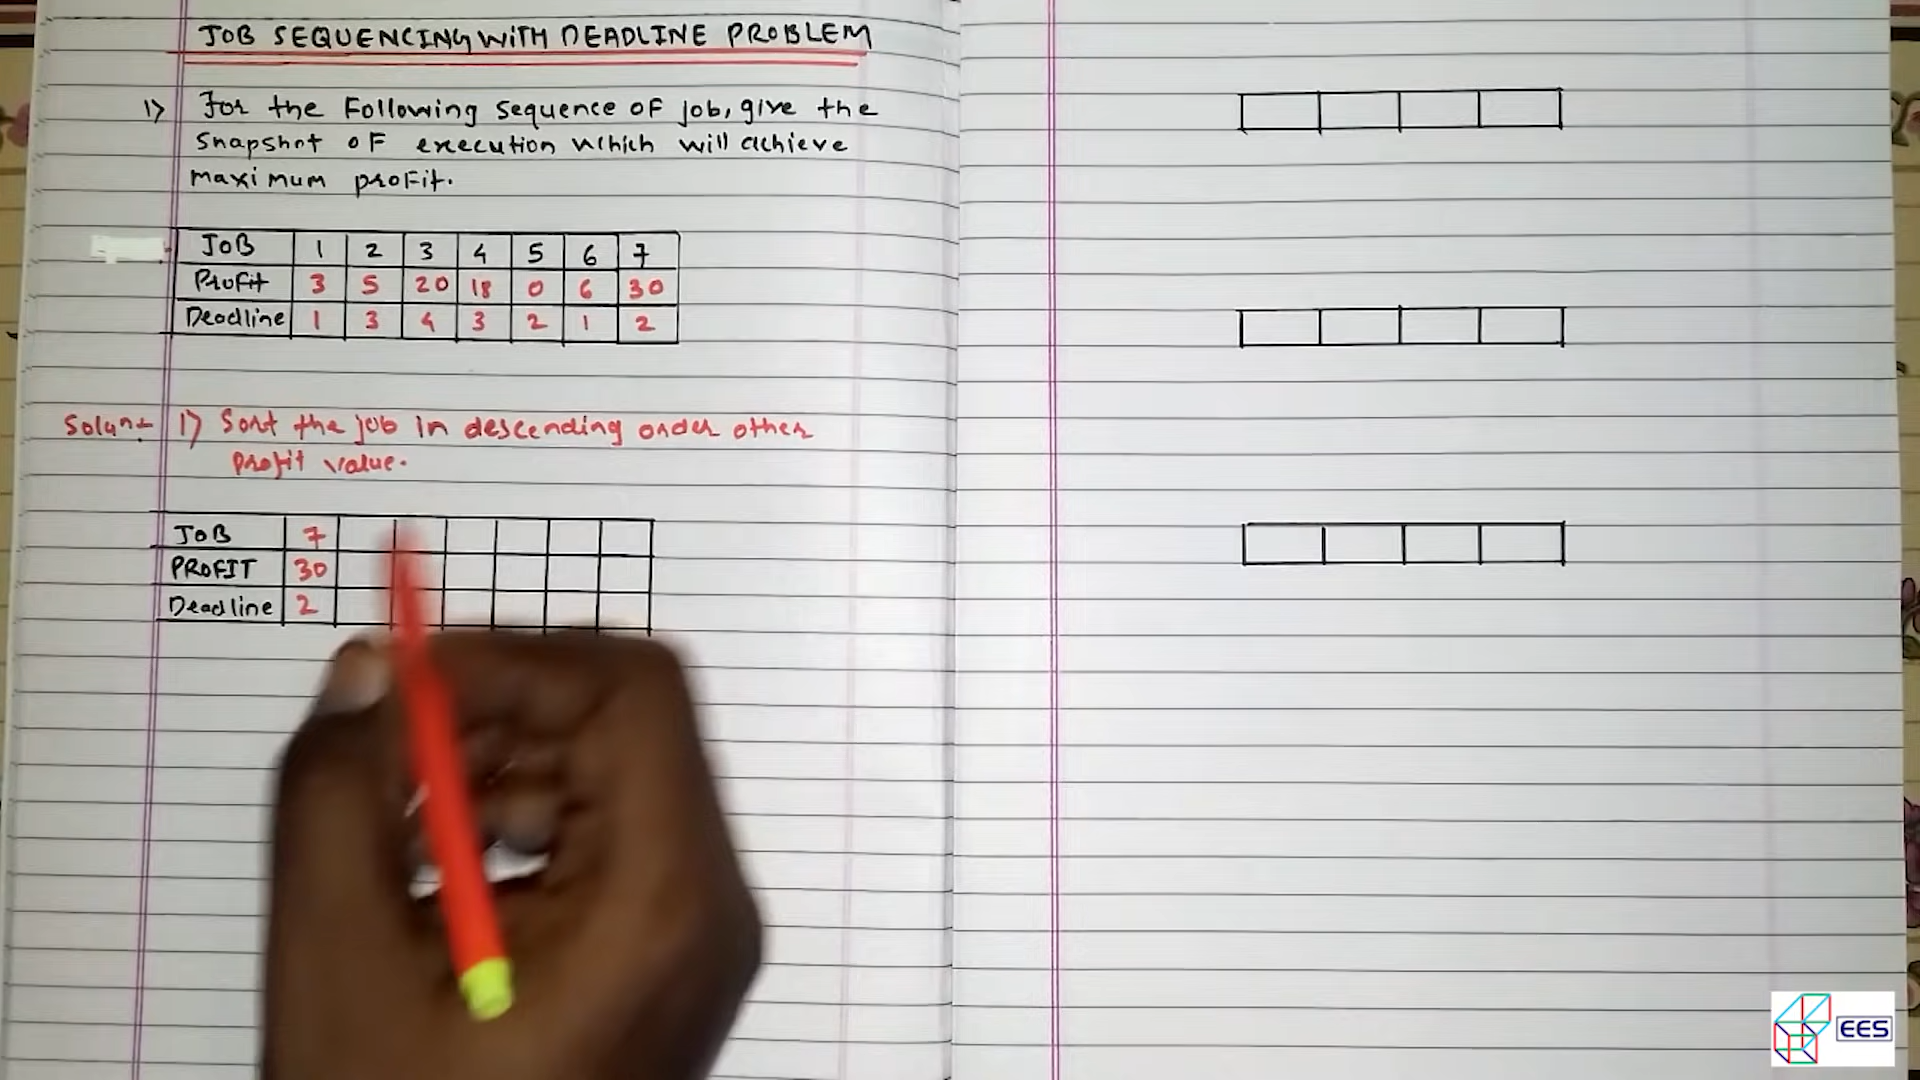 JOB SEQUENCING WITH DEADLINE PROBLEM
1) For the Following sequence OF job, give the
snapshot OF execution which will achieve
maximum profit.
JOB 1 2 3 4 5 6 7
Profit 3 5 20 18 0 6 30
Deadline 1 3 4 3 2 1 2
Solun:- 1) Sort the job in descending order other
profit value.
JOB 7
PROFIT 30
Deadline 2
EES